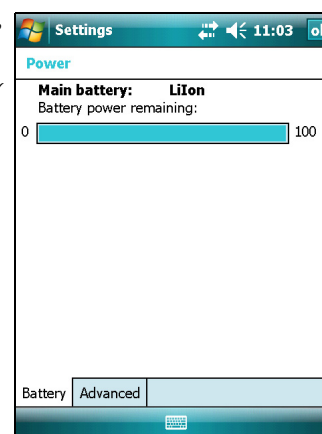 Settings 11:03 ok
Power
Main battery: LiIon
Battery power remaining:
0 100
Battery Advanced